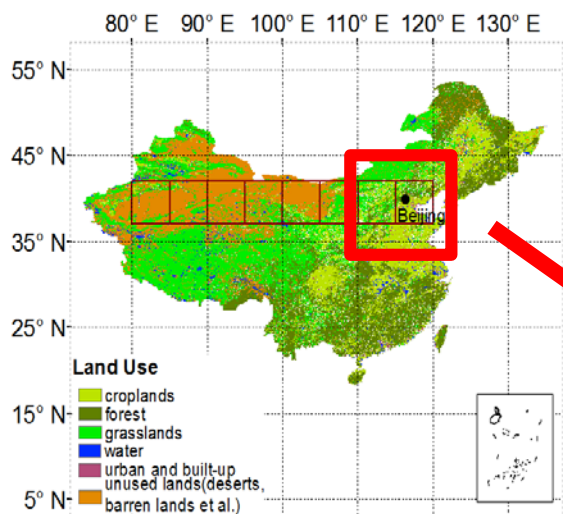 80° E 90° E 100° E 110° E 120° E 130° E
55° N
45° N
Beijing
35° N
25° N
Land Use
croplands
15° N
forest
grasslands
water
urban and built-up
unused lands(deserts,
5° N
barren lands et al.)